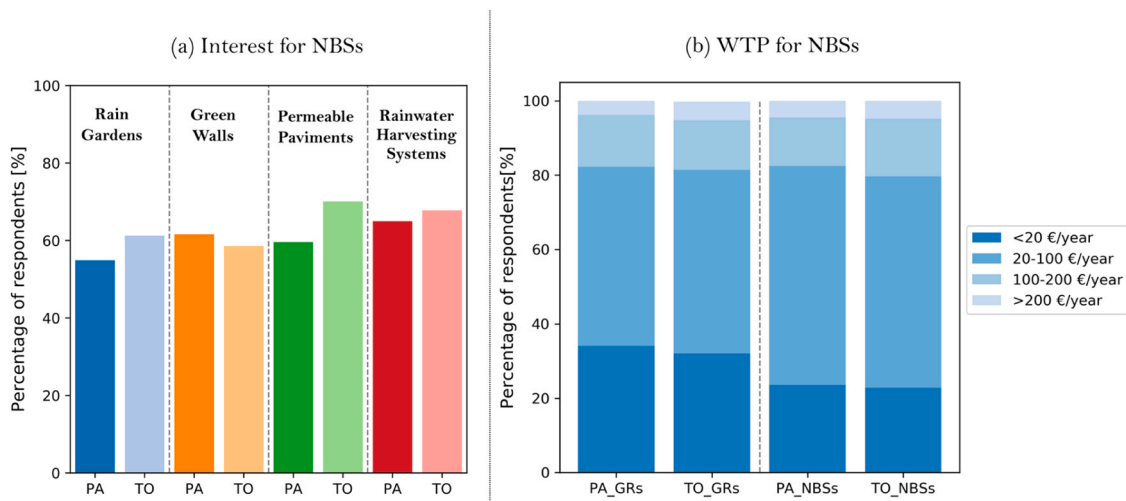 (a) Interest for NBSs
Percentage of respondents [%]
100
80
60
40
20
0
Rain
Gardens
Green
Walls
Permeable
Paviments
Rainwater
Harvesting
Systems
PA
TO
PA
TO
PA
TO
PA
TO
(b) WTP for NBSs
Percentage of respondents[%]
100
80
60
40
20
0
PA_GRs
TO_GRs
PA_NBSs
TO_NBSs
<20 €/year
20-100 €/year
100-200 €/year
>200 €/year